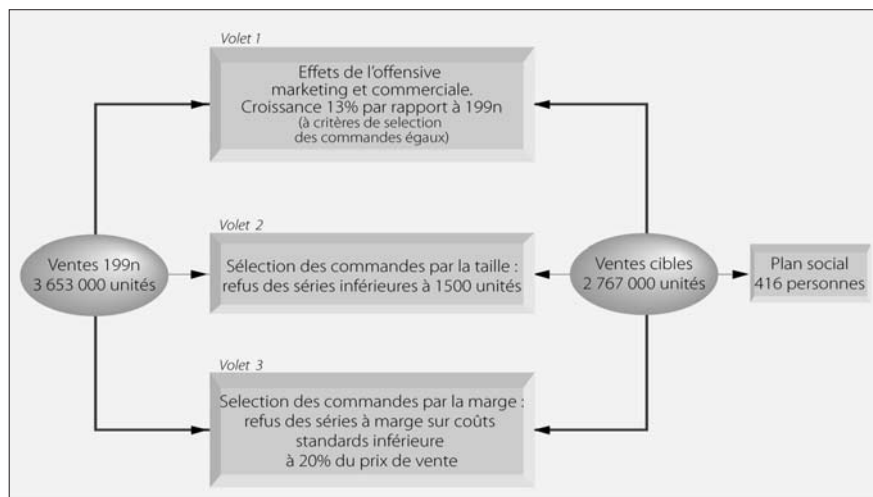 Volet 1
Effets de l'offensive
marketing et commerciale.
Croissance 13% par rapport à 199n
(à critères de selection
des commandes égaux)
Volet 2
Ventes 199n
3 653 000 unités
Sélection des commandes par la taille :
refus des séries inférieures à 1500 unités
Ventes cibles
2 767 000 unités
Plan social
416 personnes
Volet 3
Selection des commandes par la marge :
refus des séries à marge sur coûts
standards inférieure
à 20% du prix de vente